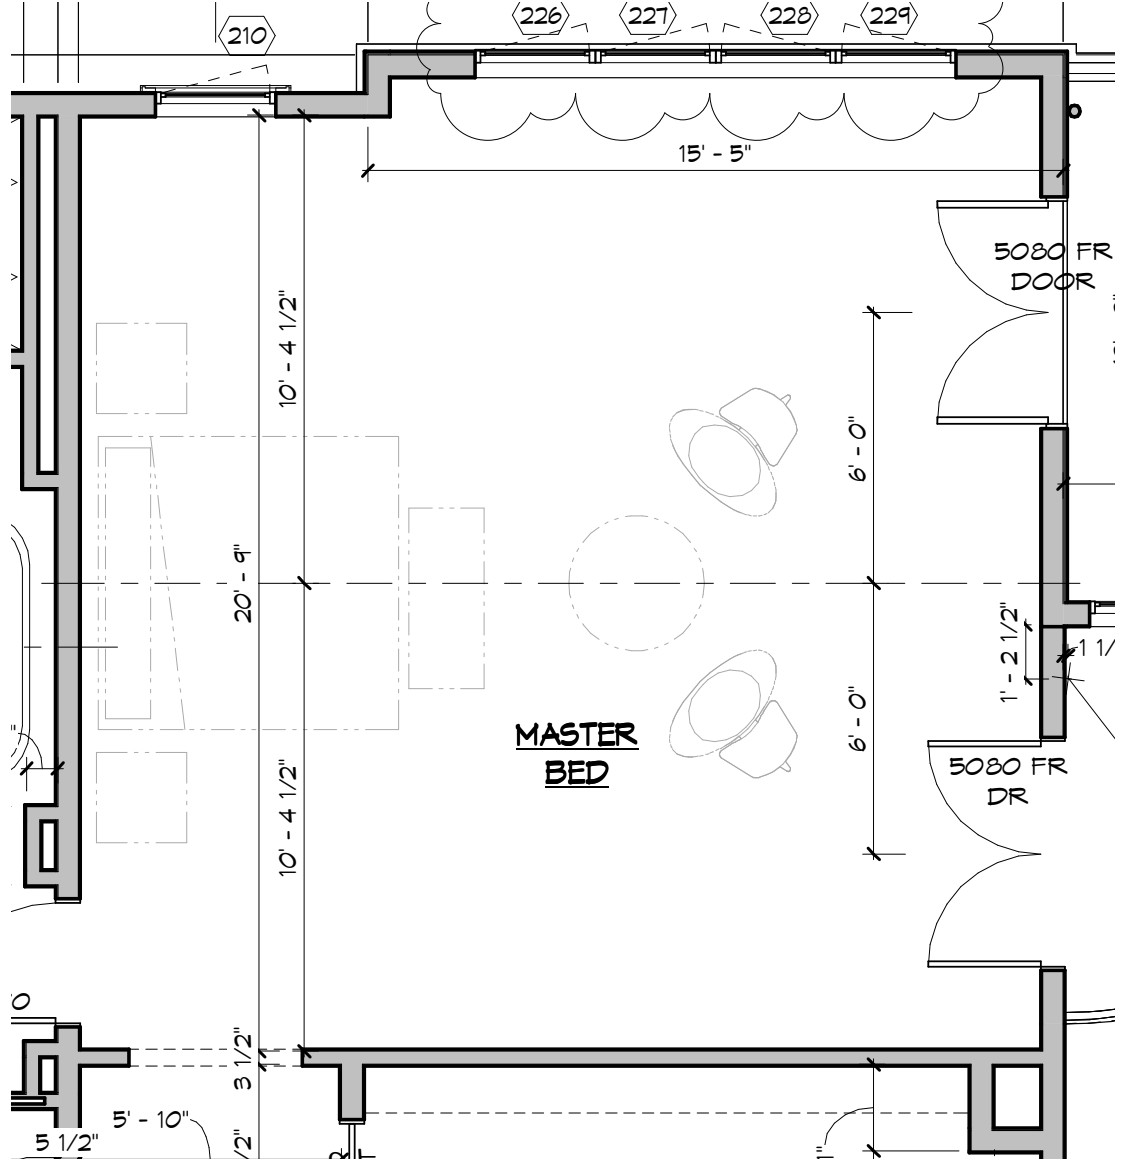 210
226
227
228
229
15' - 5"
5080 FR
DOOR
10' - 4 1/2"
6' - 0"
20' - 9"
1' - 2 1/2"
MASTER
BED
6' - 0"
5080 FR
DR
10' - 4 1/2"
3 1/2"
5' - 10"
5 1/2"